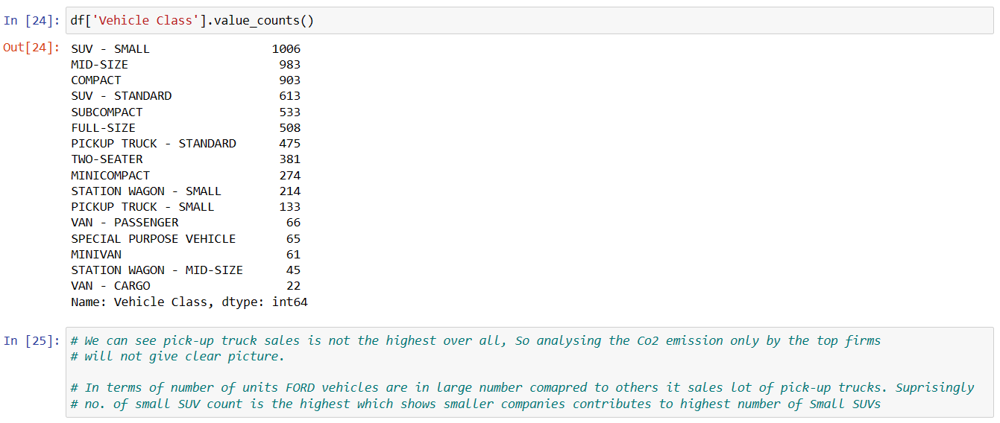 In [24]: df['Vehicle Class'].value_counts()
Out[24]: SUV - SMALL 1006
MID-SIZE 983
COMPACT 903
SUV - STANDARD 613
SUBCOMPACT 533
FULL-SIZE 508
PICKUP TRUCK - STANDARD 475
TWO-SEATER 381
MINICOMPACT 274
STATION WAGON - SMALL 214
PICKUP TRUCK - SMALL 133
VAN - PASSENGER 66
SPECIAL PURPOSE VEHICLE 65
MINIVAN 61
STATION WAGON - MID-SIZE 45
VAN - CARGO 22
Name: Vehicle Class, dtype: int64
In [25]: # We can see pick-up truck sales is not the highest over all, So analysing the Co2 emission only by the top firms
# will not give clear picture.
# In terms of number of units FORD vehicles are in large number comapred to others it sales lot of pick-up trucks. Suprisingly
# no. of small SUV count is the highest which shows smaller companies contributes to highest number of Small SUVs